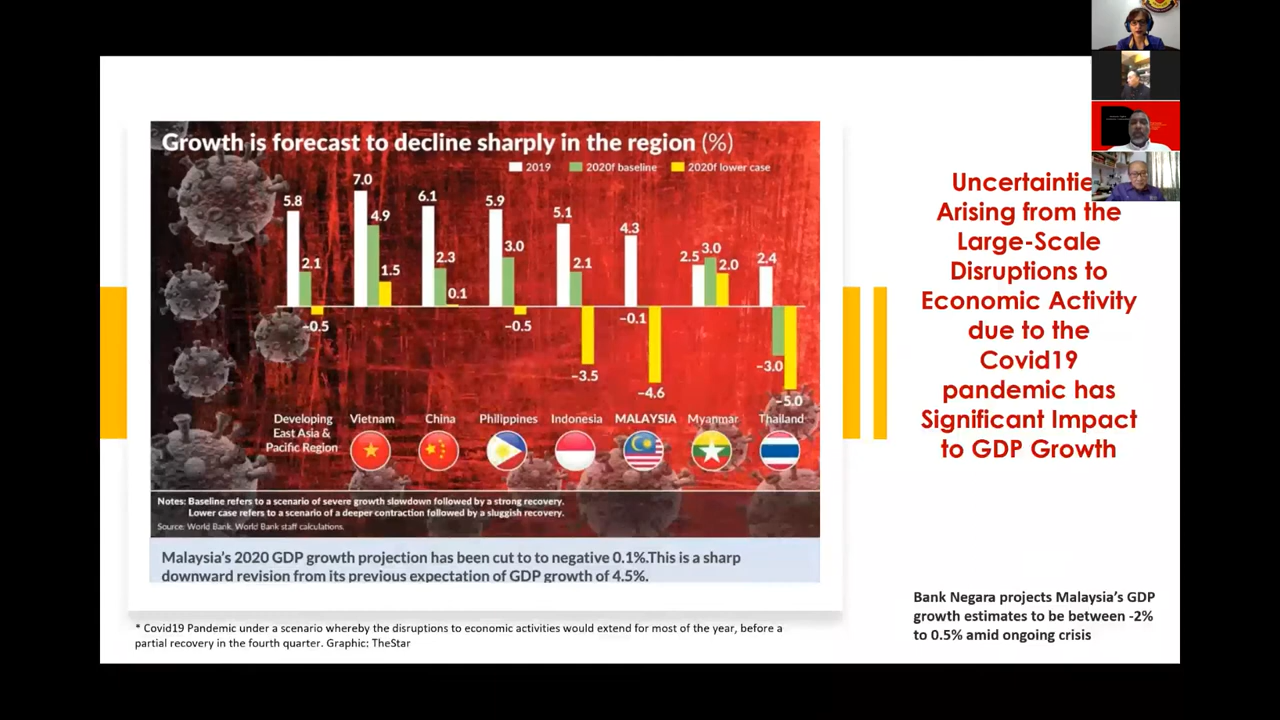 Growth is forecast to decline sharply in the region (%)
2019 2020f baseline 2020f lower case
5.8 2.1 –0.5
7.0 4.9 1.5
6.1 2.3 0.1
5.9 3.0 –0.5
5.1 2.1 –3.5
4.3 –0.1 –4.6
2.5 3.0 2.0
2.4 –3.0 –5.0
Developing
East Asia &
Pacific Region
Vietnam
China
Philippines
Indonesia
MALAYSIA
Myanmar
Thailand
Notes: Baseline refers to a scenario of severe growth slowdown followed by a strong recovery.
Lower case refers to a scenario of a deeper contraction followed by a sluggish recovery.
Source: World Bank, World Bank staff calculations.
Malaysia's 2020 GDP growth projection has been cut to to negative 0.1%.This is a sharp
downward revision from its previous expectation of GDP growth of 4.5%.
* Covid19 Pandemic under a scenario whereby the disruptions to economic activities would extend for most of the year, before a
partial recovery in the fourth quarter. Graphic: TheStar
Uncertaintie
Arising from the
Large-Scale
Disruptions to
Economic Activity
due to the
Covid19
pandemic has
Significant Impact
to GDP Growth
Bank Negara projects Malaysia's GDP
growth estimates to be between -2%
to 0.5% amid ongoing crisis